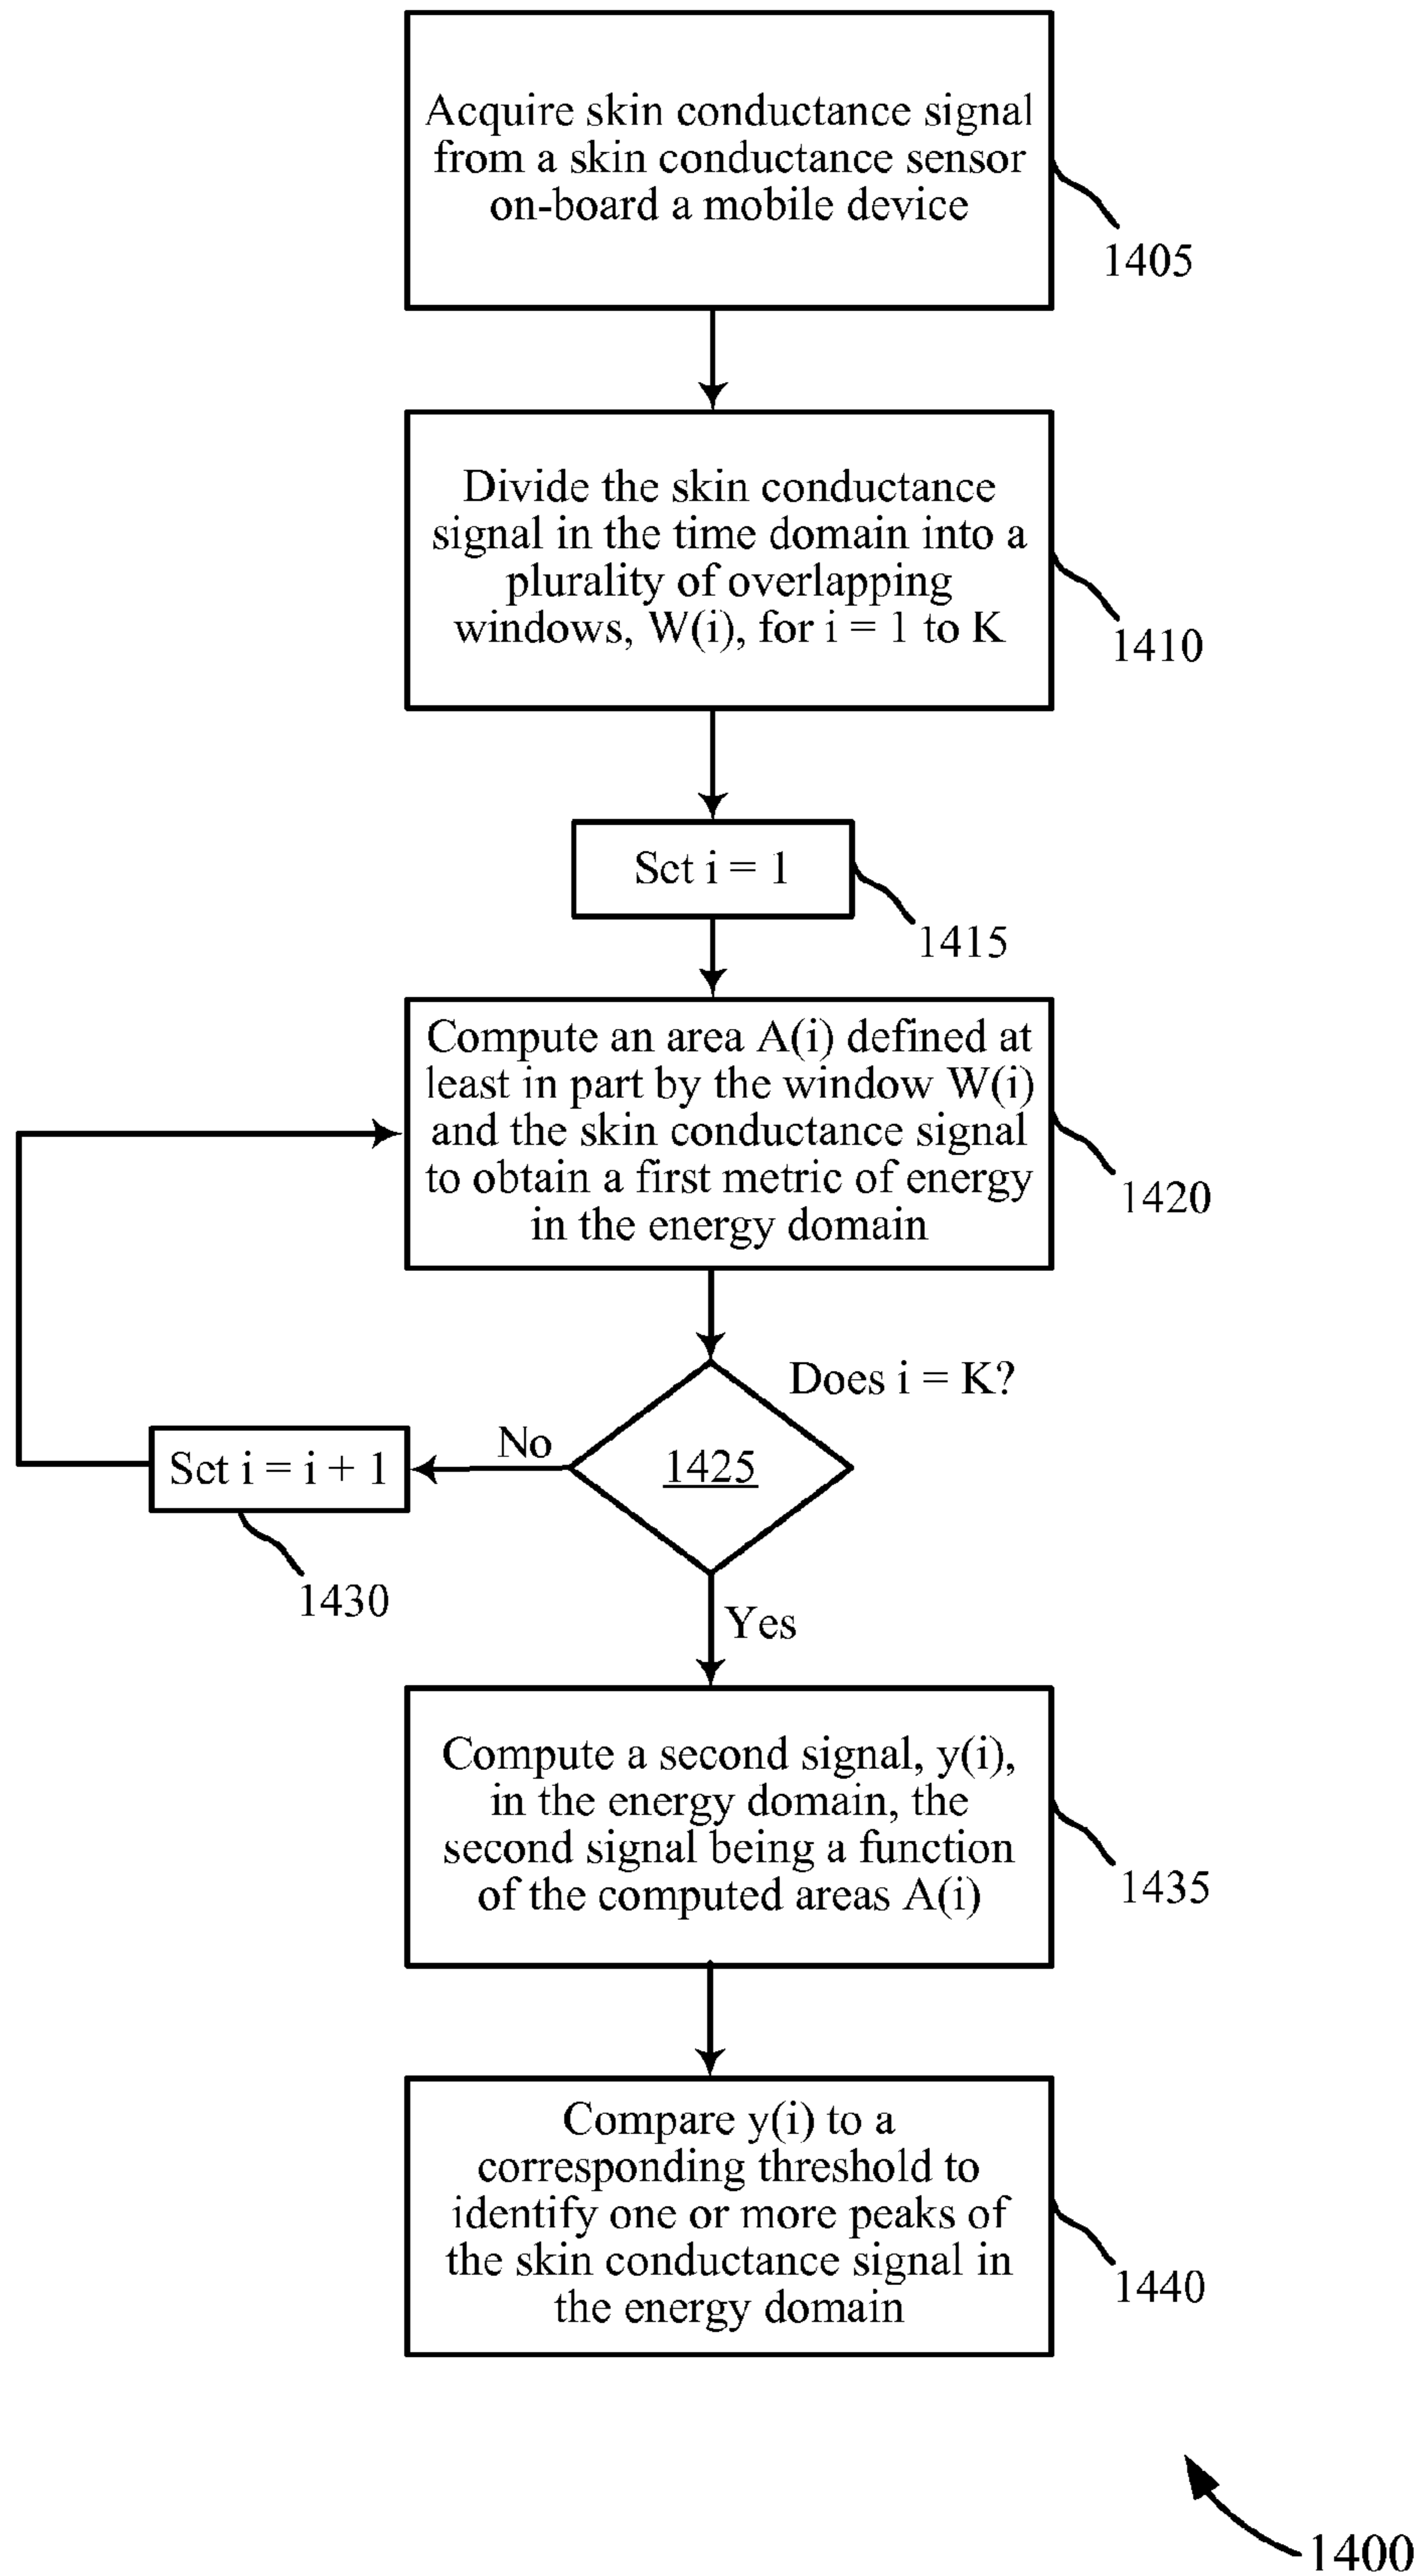 Acquire skin conductance signal
from a skin conductance sensor
on-board a mobile device
1405
Divide the skin conductance
signal in the time domain into a
plurality of overlapping
windows, W(i), for i = 1 to K
1410
Set i = 1
1415
Compute an area A(i) defined at
least in part by the window W(i)
and the skin conductance signal
to obtain a first metric of energy
in the energy domain
1420
Does i = K?
1425
No
Set i = i + 1
1430
Yes
Compute a second signal, y(i),
in the energy domain, the
second signal being a function
of the computed areas A(i)
1435
Compare y(i) to a
corresponding threshold to
identify one or more peaks of
the skin conductance signal in
the energy domain
1440
1400